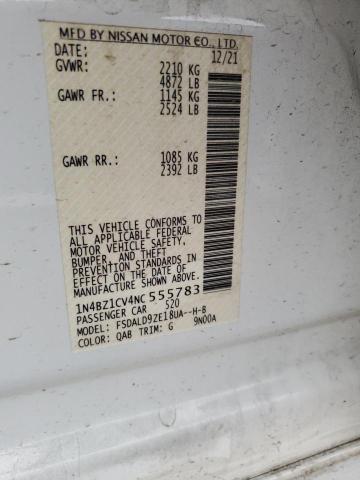 MFD BY NISSAN MOTOR CO., LTD.
DATE: 12/21
GVWR: 2210 KG
4872 LB
GAWR FR.: 1145 KG
2524 LB
GAWR RR.: 1085 KG
2392 LB
THIS VEHICLE CONFORMS TO
ALL APPLICABLE FEDERAL
MOTOR VEHICLE SAFETY,
BUMPER, AND THEFT
PREVENTION STANDARDS IN
EFFECT ON THE DATE OF
MANUFACTURE SHOWN ABOVE.
1N4BZ1CV4NC 555783
PASSENGER CAR 520
MODEL: FSDALD9ZE18UA--H-B
COLOR: QAB TRIM: G 9N00A